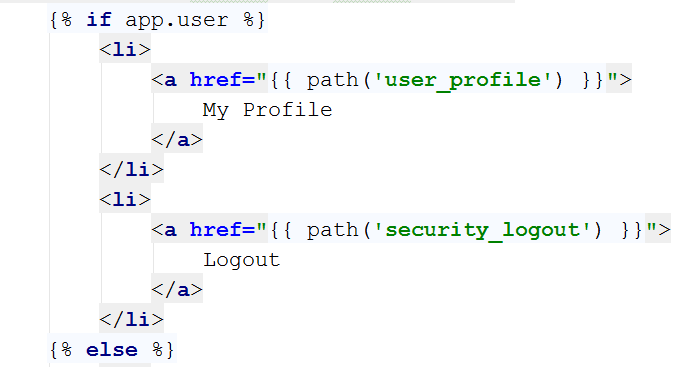 {% if app.user %}
<li>
<a href="{{ path('user_profile') }}">
My Profile
</a>
</li>
<li>
<a href="{{ path('security_logout') }}">
Logout
</a>
</li>
{% else %}